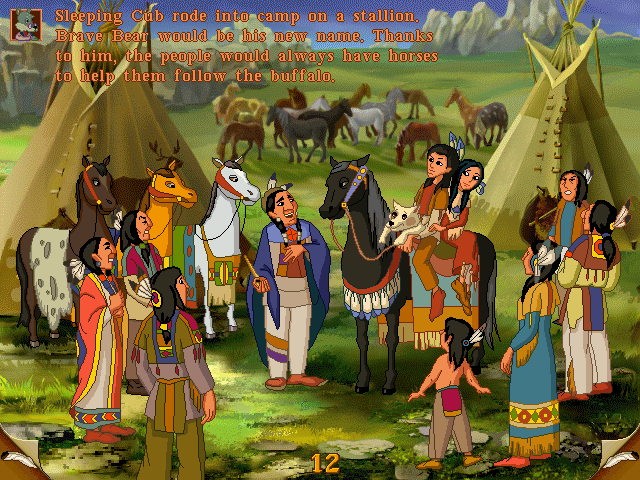 Sleeping Cub rode into camp on a stallion.
Brave Bear would be his new name. Thanks
to him, the people would always have horses
to help them follow the buffalo.
12